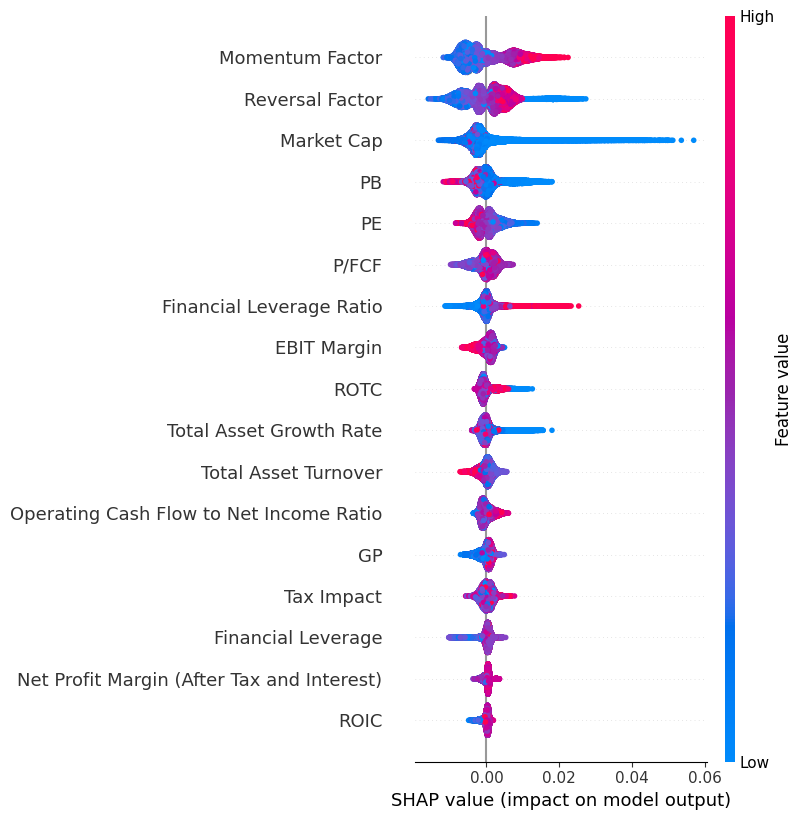 High
Momentum Factor
Reversal Factor
Market Cap
PB
PE
P/FCF
Financial Leverage Ratio
EBIT Margin
ROTC
Total Asset Growth Rate
Total Asset Turnover
Operating Cash Flow to Net Income Ratio
GP
Tax Impact
Financial Leverage
Net Profit Margin (After Tax and Interest)
ROIC
Feature value
Low
0.00 0.02 0.04 0.06
SHAP value (impact on model output)